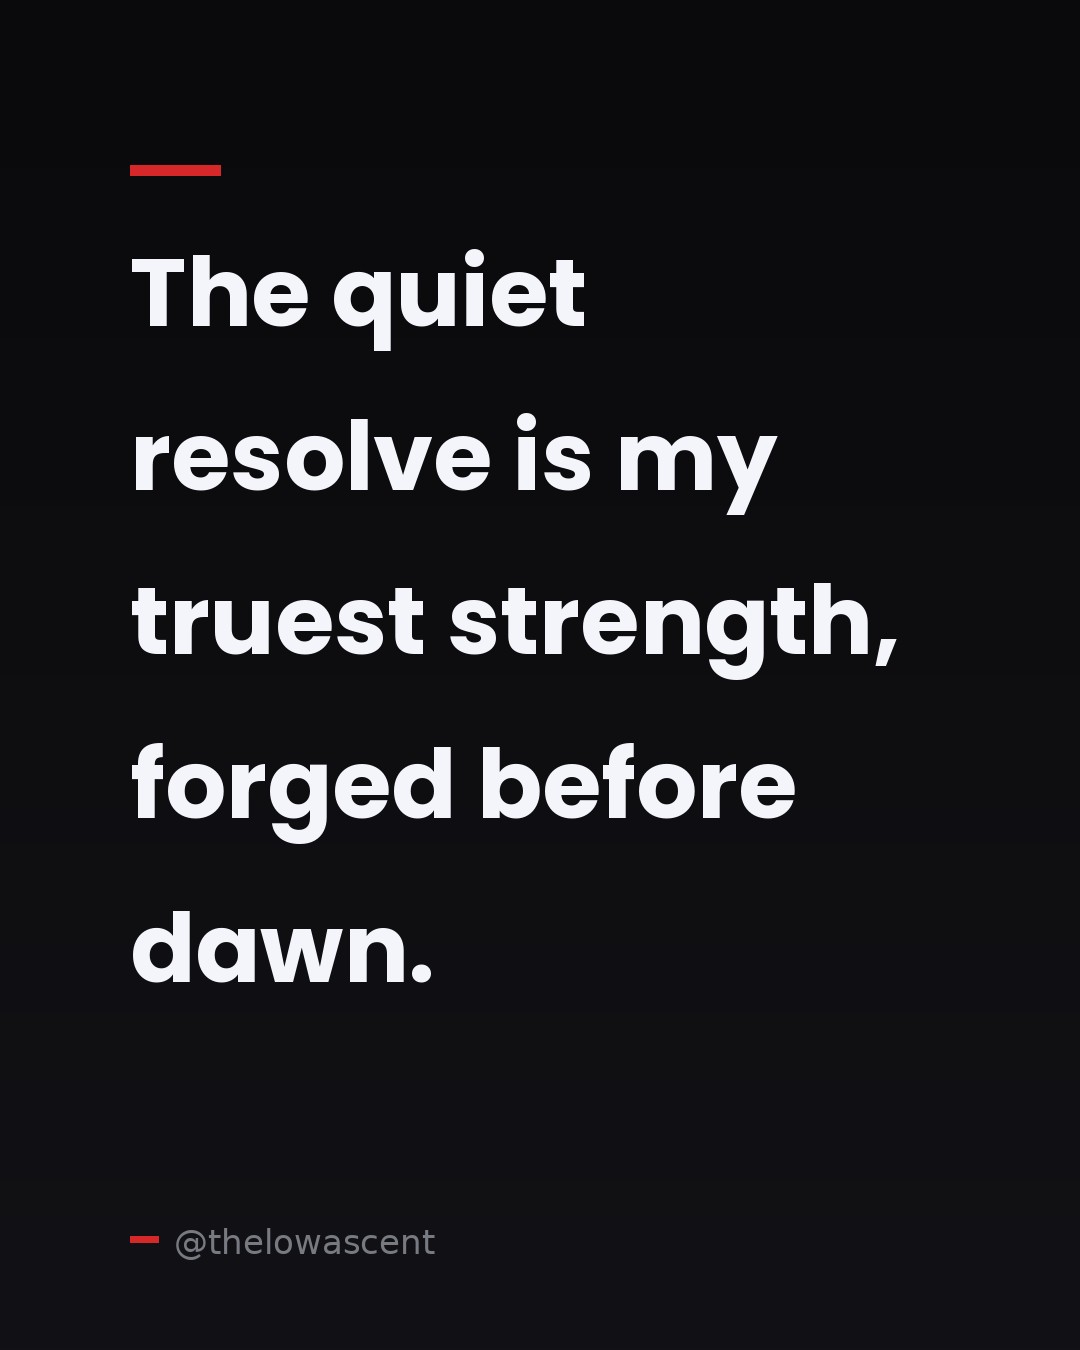 The quiet
resolve is my
truest strength,
forged before
dawn.
@thelowascent